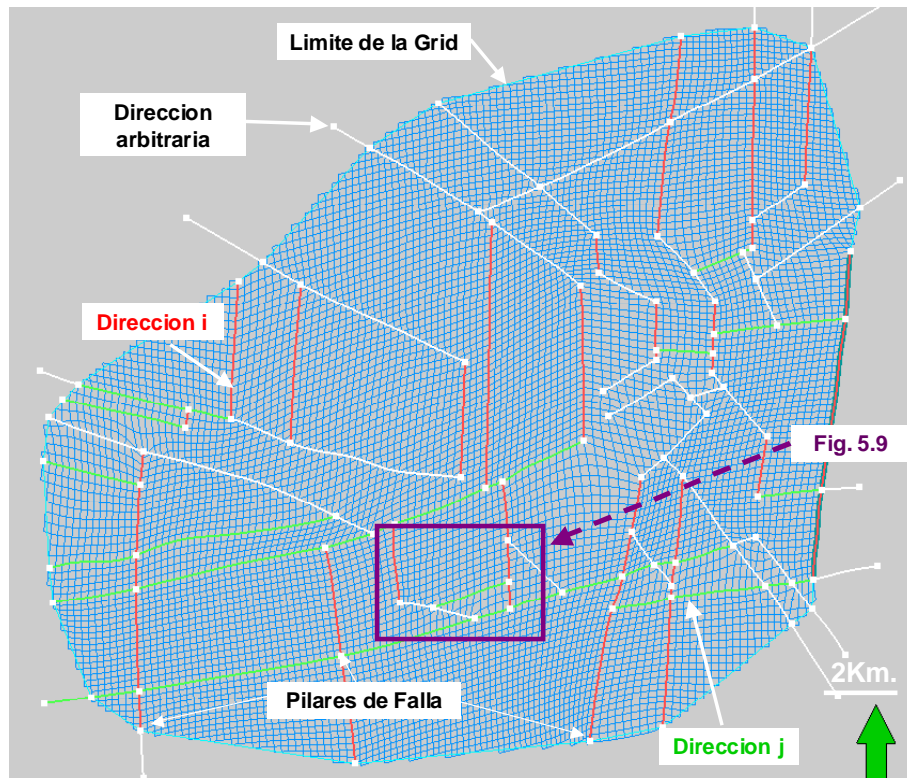 Limite de la Grid
Direccion
arbitraria
Direccion i
Fig. 5.9
2Km.
Pilares de Falla
Direccion j